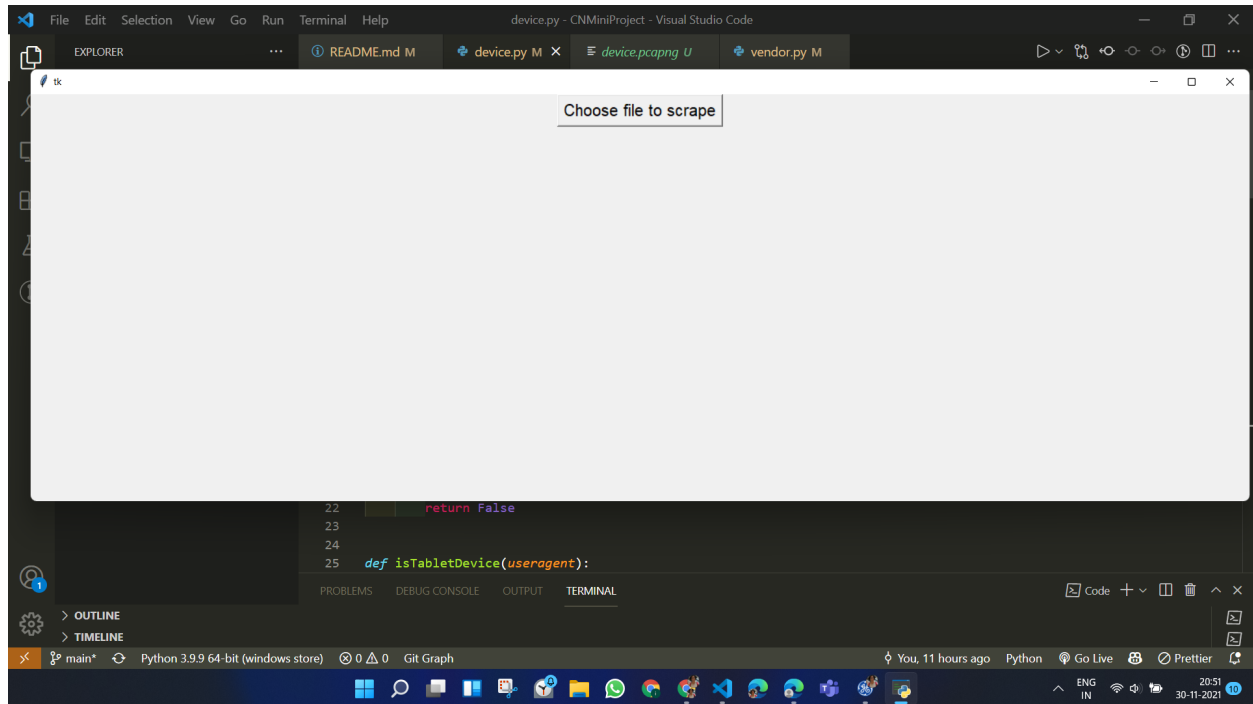 File Edit Selection View Go Run Terminal Help device.py - CNMiniProject - Visual Studio Code
EXPLORER ··· README.md M device.py M device.pcapng U vendor.py M
tk
Choose file to scrape
22 return False
23
24
25 def isTabletDevice(useragent):
PROBLEMS DEBUG CONSOLE OUTPUT TERMINAL Code
1
OUTLINE
TIMELINE
main* Python 3.9.9 64-bit (windows store) 0 0 Git Graph You, 11 hours ago Python Go Live Prettier
ENG 20:51
IN 30-11-2021 10